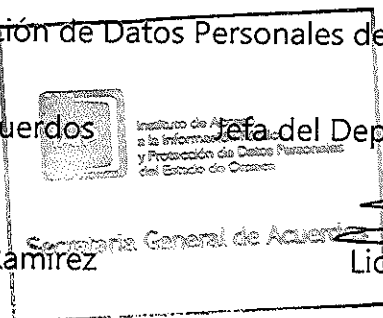 ión de Datos Personales de
uerdos Jefa del Dep
Instituto de Acceso
a la Información
y Protección de Datos Personales
del Estado de Oaxaca
Secretaría General de Acuerdos
Ramírez Lic